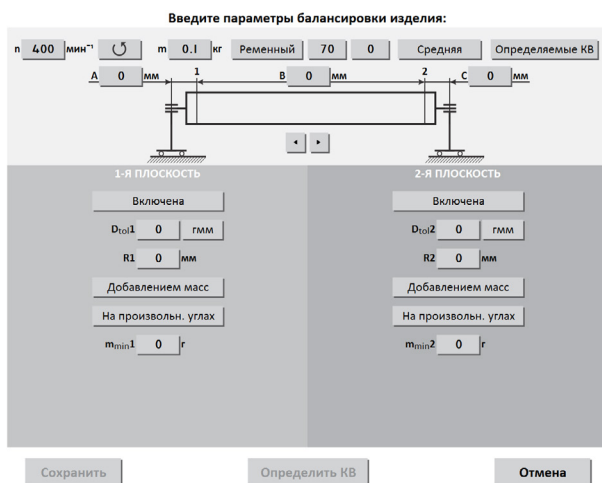 Введите параметры балансировки изделия:
n 400 мин⁻¹ m 0.1 кг Ременный 70 0 Средняя Определяемые КВ
A 0 мм 1 B 0 мм 2 C 0 мм
1-Я ПЛОСКОСТЬ 2-Я ПЛОСКОСТЬ
Включена Включена
Dtol1 0 гмм Dtol2 0 гмм
R1 0 мм R2 0 мм
Добавлением масс Добавлением масс
На произвольн. углах На произвольн. углах
mmin1 0 г mmin2 0 г
Сохранить Определить КВ Отмена